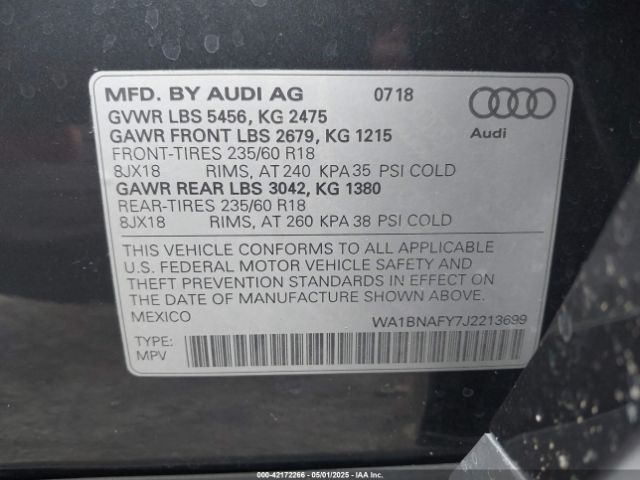 MFD. BY AUDI AG 07 18
GVWR LBS 5456, KG 2475
GAWR FRONT LBS 2679, KG 1215
FRONT-TIRES 235/60 R18
8JX18 RIMS, AT 240 KPA 35 PSI COLD
GAWR REAR LBS 3042, KG 1380
REAR-TIRES 235/60 R18
8JX18 RIMS, AT 260 KPA 38 PSI COLD
Audi
THIS VEHICLE CONFORMS TO ALL APPLICABLE
U.S. FEDERAL MOTOR VEHICLE SAFETY AND
THEFT PREVENTION STANDARDS IN EFFECT ON
THE DATE OF MANUFACTURE SHOWN ABOVE.
MEXICO WA1BNAFY7J2213699
TYPE:
MPV
000-42172266 - 05/01/2025 - IAA Inc.